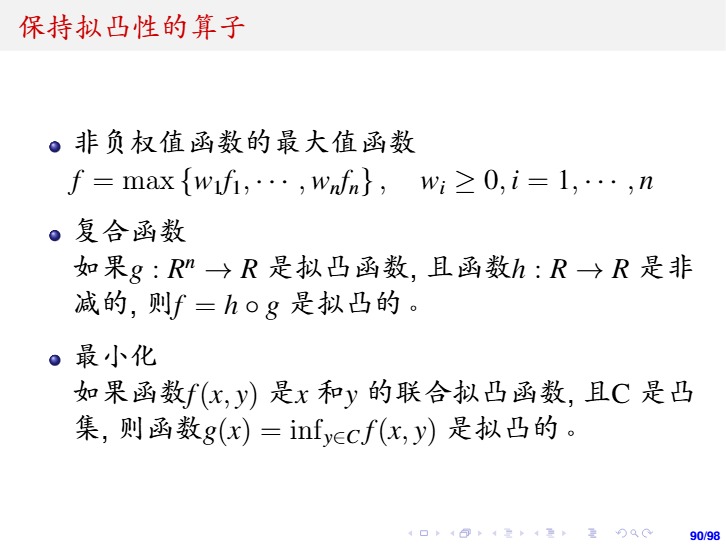 保持拟凸性的算子
非负权值函数的最大值函数
f = max {w₁f₁, ⋯ , wₙfₙ} , wᵢ ≥ 0, i = 1, ⋯ , n
复合函数
如果g : Rⁿ → R 是拟凸函数, 且函数h : R → R 是非
减的, 则f = h ∘ g 是拟凸的。
最小化
如果函数f(x, y) 是x 和y 的联合拟凸函数, 且C 是凸
集, 则函数g(x) = inf_{y∈C} f(x, y) 是拟凸的。
90/98